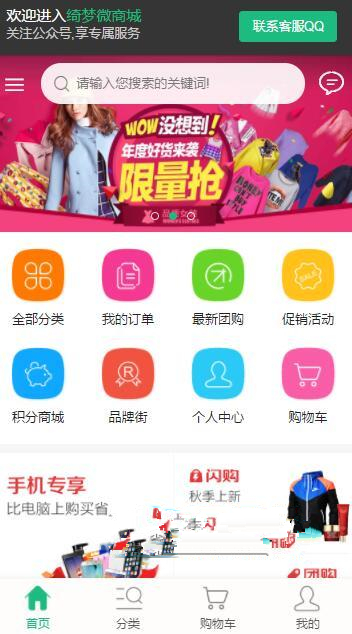 欢迎进入绮梦微商城
关注公众号,享专属服务
联系客服QQ
请输入您搜索的关键词!
WOW没想到!
年度好货来袭
限量抢
全部分类
我的订单
最新团购
促销活动
SALE
积分商城
品牌街
个人中心
购物车
手机专享
比电脑上购买省。
闪购
秋季上新
团购
首页
分类
购物车
我的